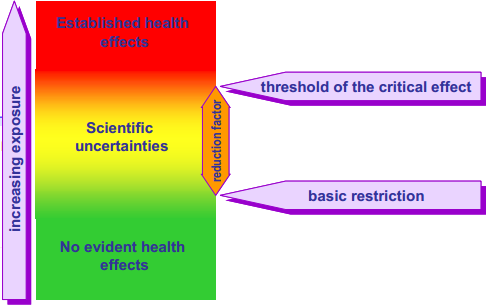 Established health
effects
threshold of the critical effect
increasing exposure
Scientific
uncertainties
reduction factor
basic restriction
No evident health
effects